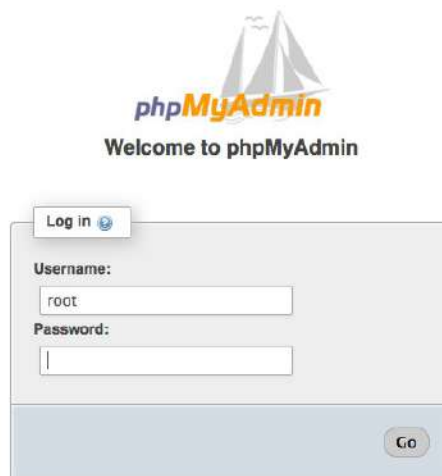 phpMyAdmin
Welcome to phpMyAdmin
Log in
Username:
root
Password:
Go